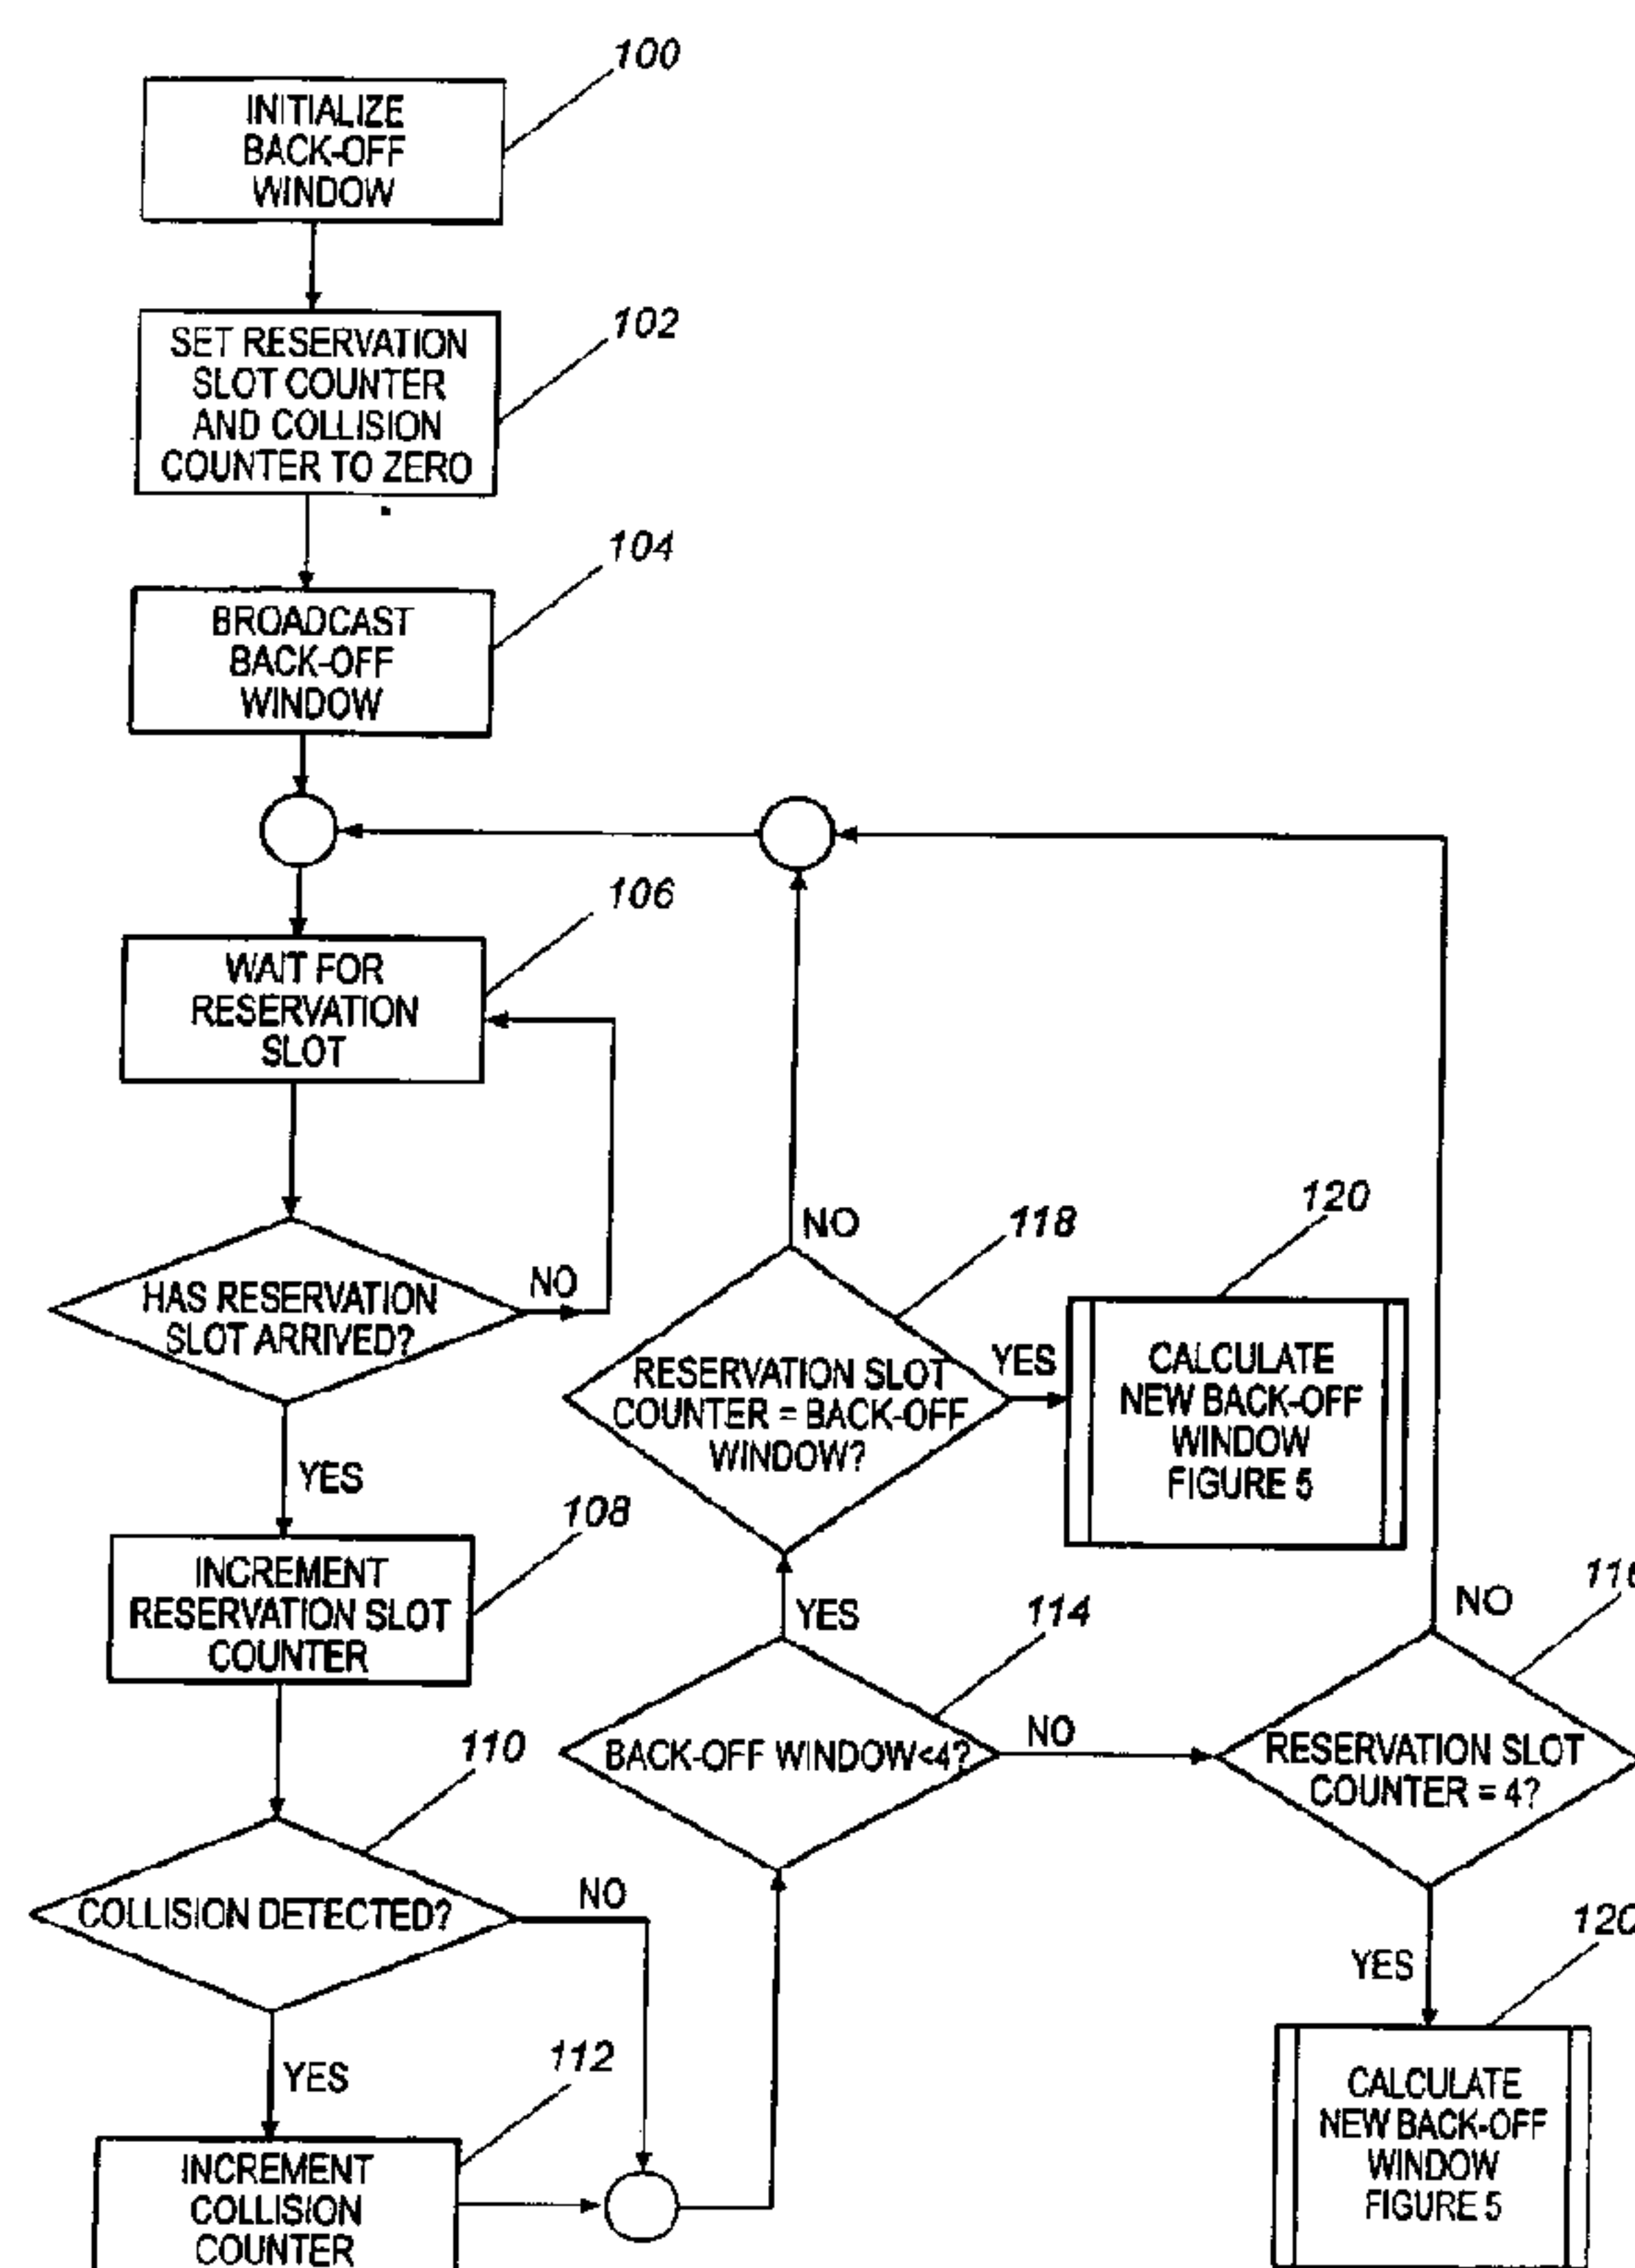 100
INITIALIZE
BACK-OFF
WINDOW
102
SET RESERVATION
SLOT COUNTER
AND COLLISION
COUNTER TO ZERO
104
BROADCAST
BACK-OFF
WINDOW
106
WAIT FOR
RESERVATION
SLOT
HAS RESERVATION
SLOT ARRIVED?
NO
YES
108
INCREMENT
RESERVATION SLOT
COUNTER
110
COLLISION DETECTED?
NO
YES
112
INCREMENT
COLLISION
COUNTER
114
BACK-OFF WINDOW<4?
YES
NO
118
RESERVATION SLOT
COUNTER = BACK-OFF
WINDOW?
NO
YES
120
CALCULATE
NEW BACK-OFF
WINDOW
FIGURE 5
116
RESERVATION SLOT
COUNTER = 4?
NO
YES
120
CALCULATE
NEW BACK-OFF
WINDOW
FIGURE 5